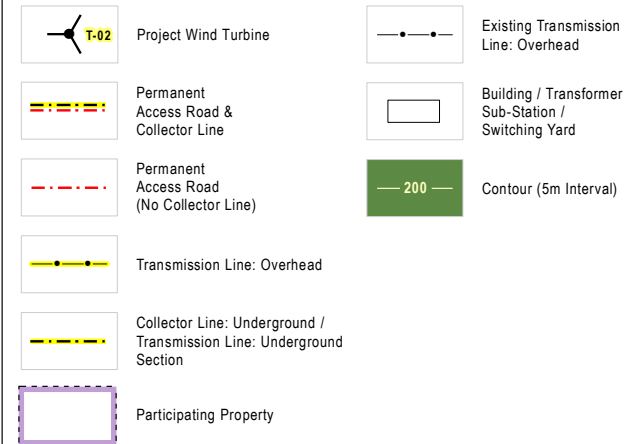 T-02
Project Wind Turbine
Permanent
Access Road &
Collector Line
Permanent
Access Road
(No Collector Line)
Transmission Line: Overhead
Collector Line: Underground /
Transmission Line: Underground
Section
Participating Property
Existing Transmission
Line: Overhead
Building / Transformer
Sub-Station /
Switching Yard
200
Contour (5m Interval)